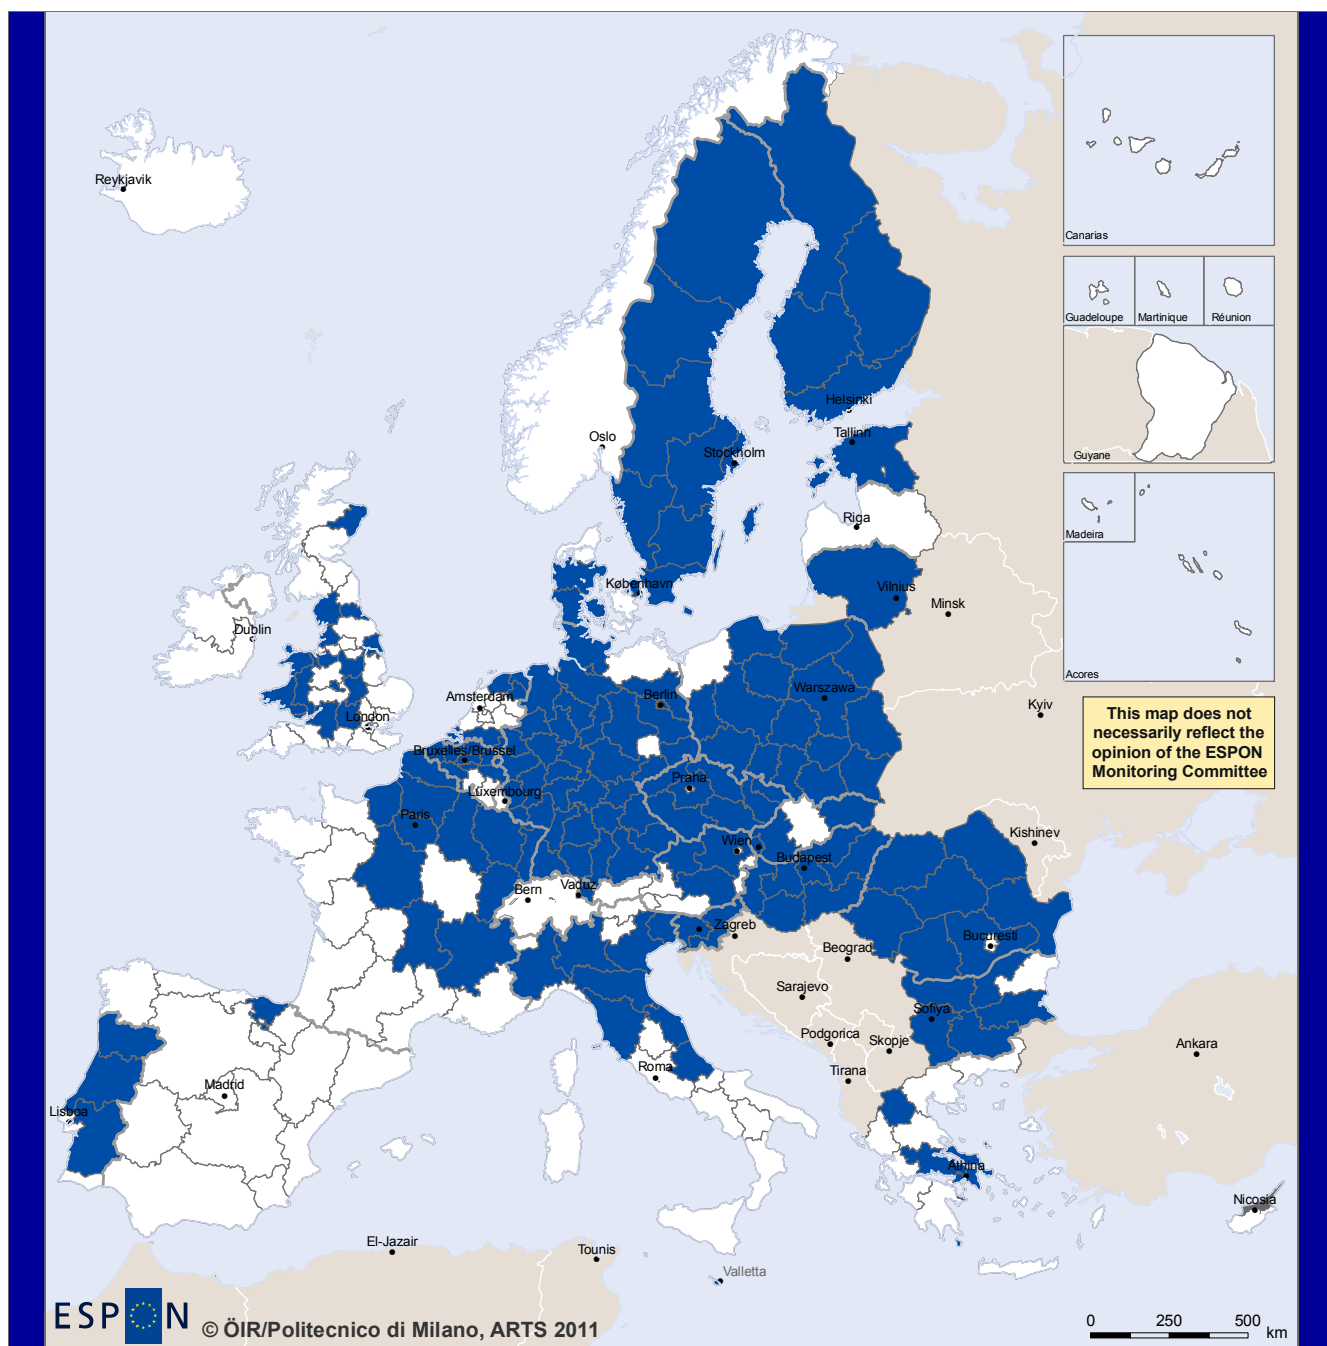 Reykjavik
Canarias
Guadeloupe
Martinique
Réunion
Guyane
Helsinki
Tallinn
Oslo
Stockholm
Riga
Madeira
København
Vilnius
Minsk
Dublin
Acores
Amsterdam
Berlin
Warszawa
London
Kyiv
This map does not
necessarily reflect the
opinion of the ESPON
Monitoring Committee
Bruxelles/Brussel
Luxembourg
Praha
Paris
Wien
Kishinev
Budapest
Bern
Vaduz
Zagreb
Beograd
Bucuresti
Sarajevo
Sofiya
Podgorica
Skopje
Ankara
Roma
Tirana
Madrid
Lisboa
Athina
Nicosia
El-Jazair
Tounis
Valletta
ESPON
© ÖIR/Politecnico di Milano, ARTS 2011
0 250 500
km